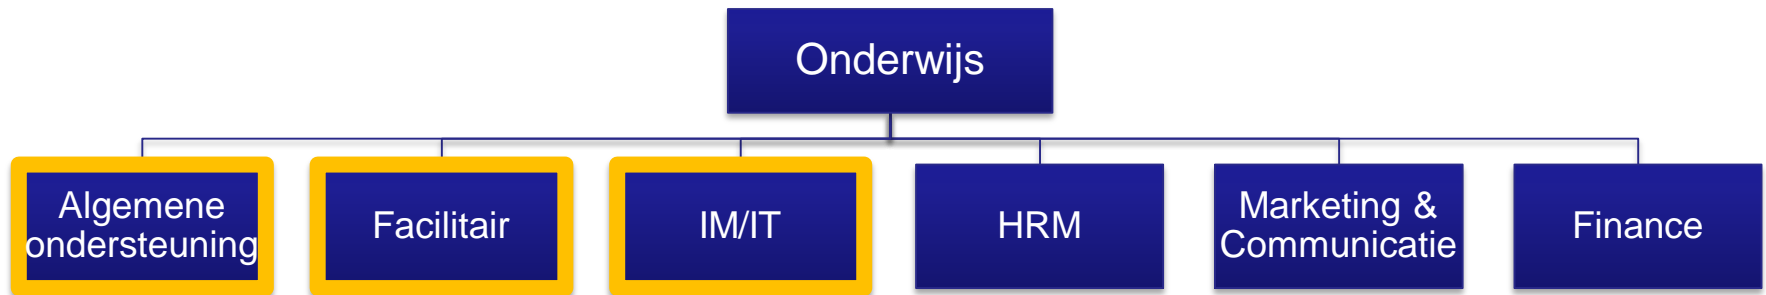 Onderwijs
Algemene
ondersteuning
Facilitair
IM/IT
HRM
Marketing &
Communicatie
Finance